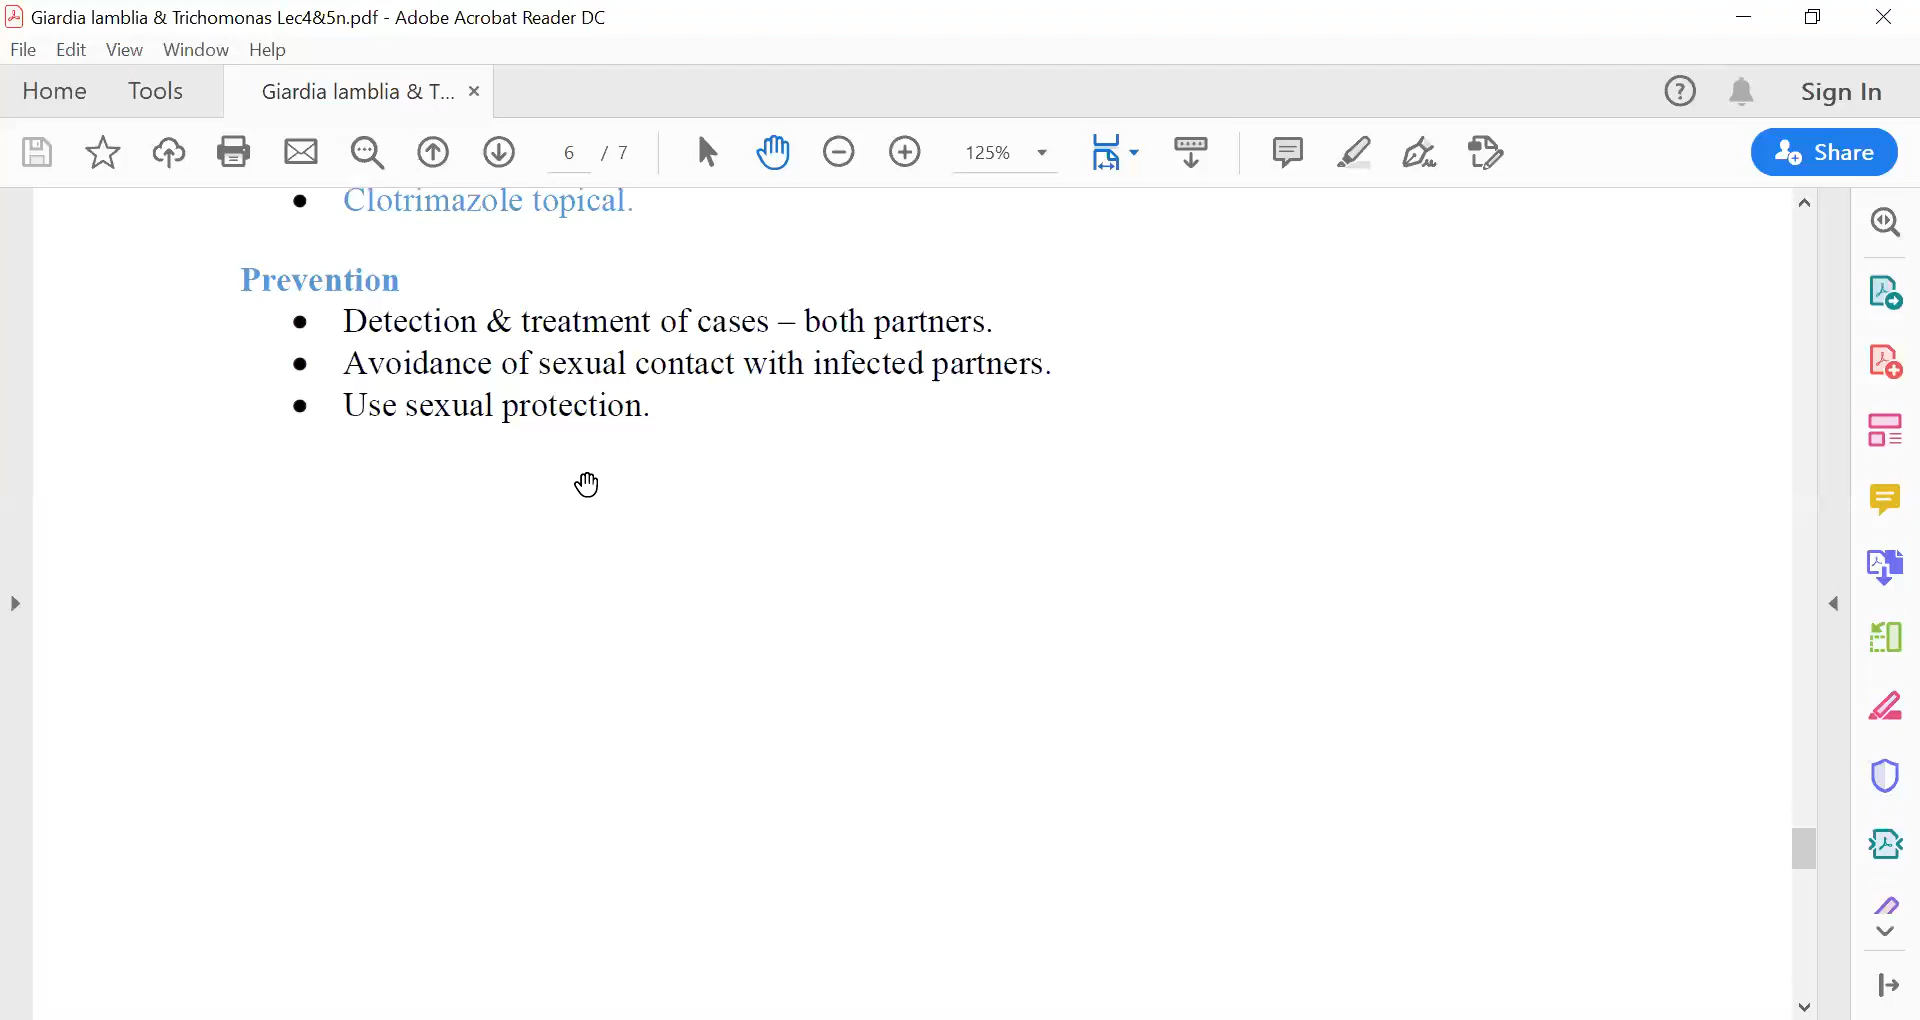 Giardia lamblia & Trichomonas Lec4&5n.pdf - Adobe Acrobat Reader DC
File Edit View Window Help
Home Tools Giardia lamblia & T... Sign In
6 / 7 125% Share
• Clotrimazole topical.
Prevention
• Detection & treatment of cases – both partners.
• Avoidance of sexual contact with infected partners.
• Use sexual protection.